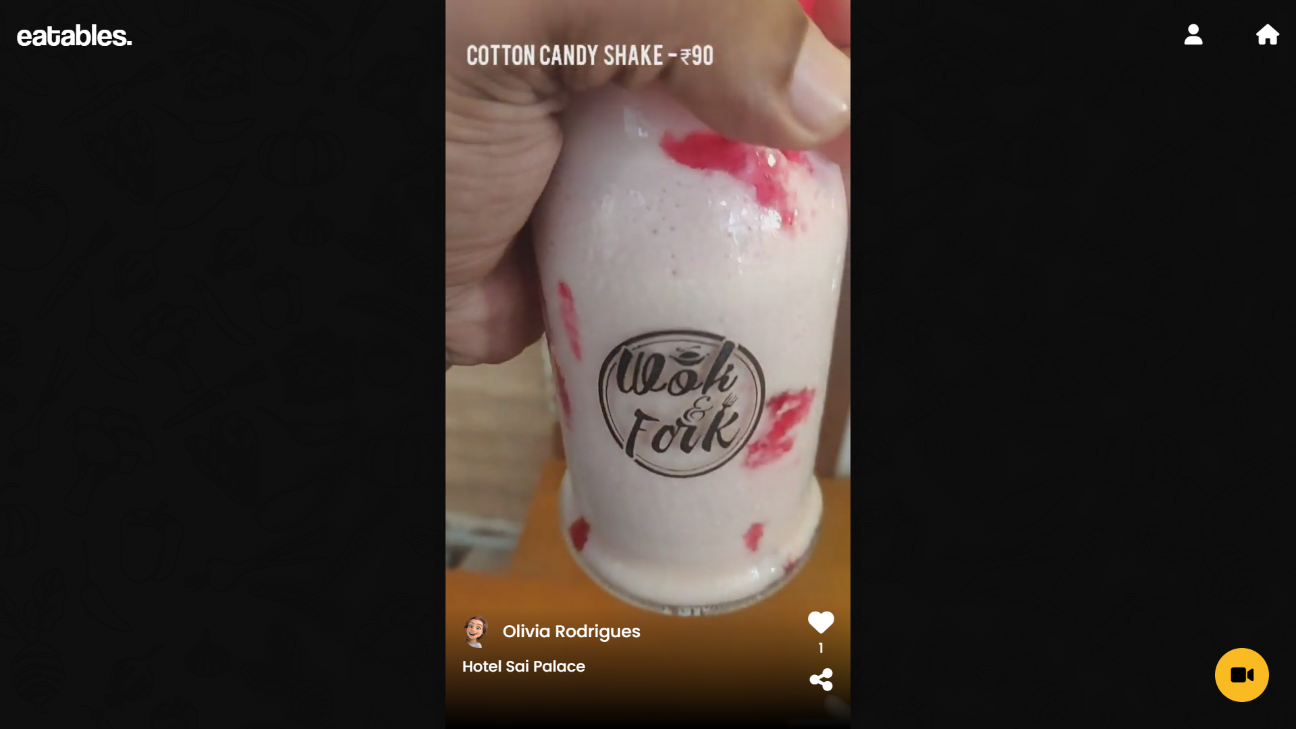 eatables.
COTTON CANDY SHAKE - ₹90
Wok
&
Fork
Olivia Rodrigues
1
Hotel Sai Palace